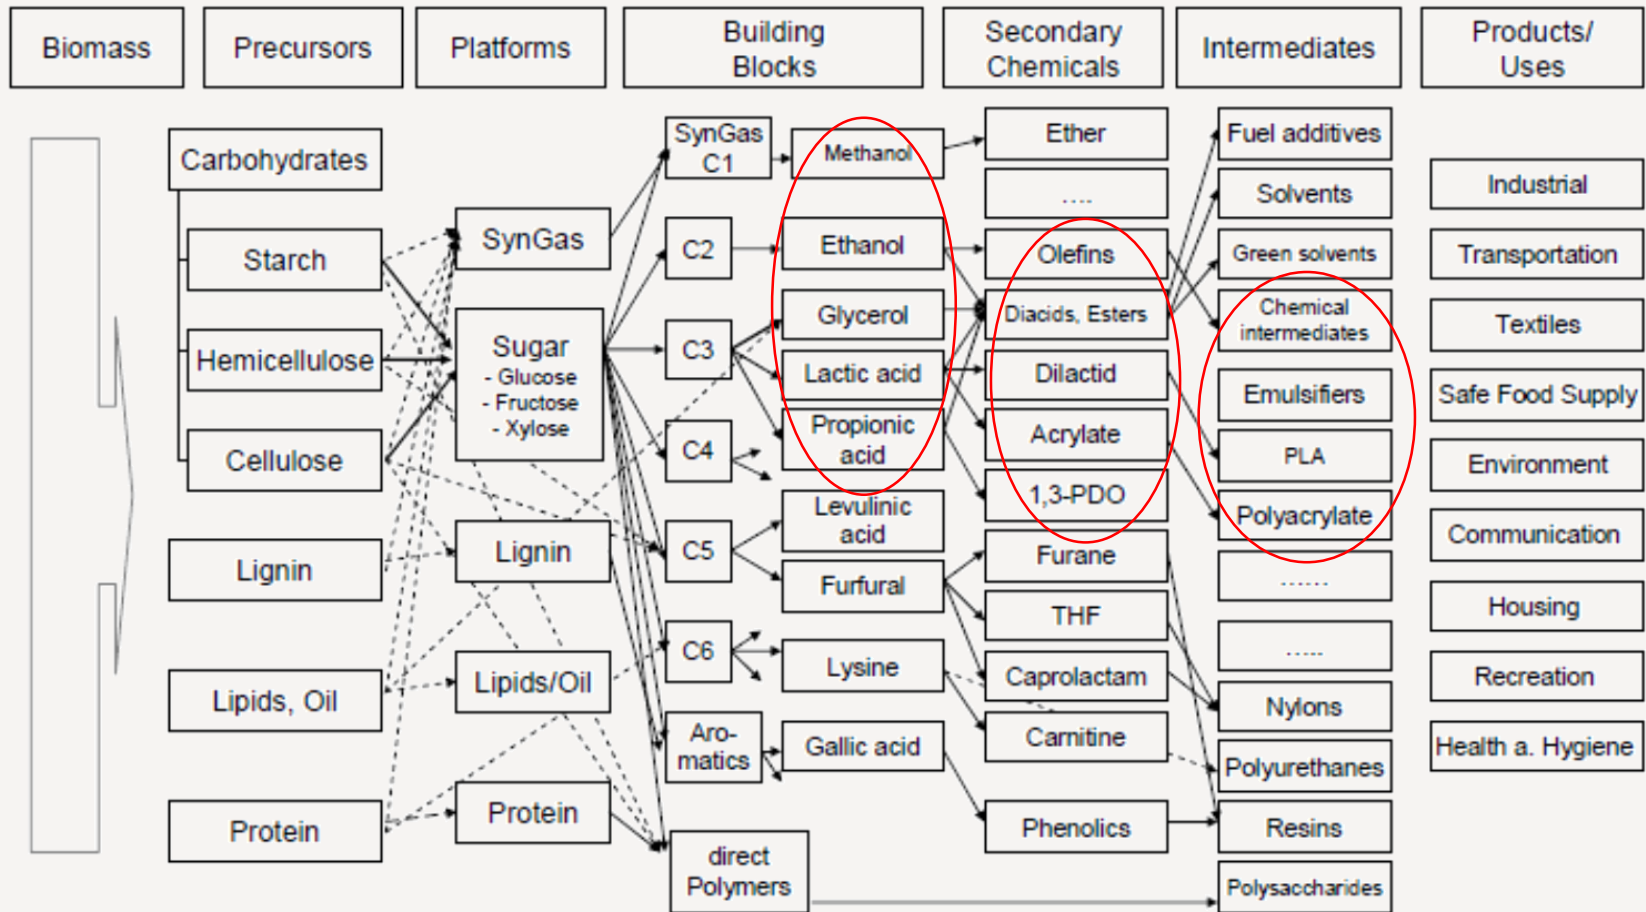 Biomass
Precursors
Platforms
Building
Blocks
Secondary
Chemicals
Intermediates
Products/
Uses
Carbohydrates
Starch
Hemicellulose
Cellulose
Lignin
Lipids, Oil
Protein
SynGas
Sugar
- Glucose
- Fructose
- Xylose
Lignin
Lipids/Oil
Protein
SynGas
C1
C2
C3
C4
C5
C6
Aro-
matics
direct
Polymers
Methanol
Ethanol
Glycerol
Lactic acid
Propionic
acid
Levulinic
acid
Furfural
Lysine
Gallic acid
Ether
....
Olefins
Diacids, Esters
Dilactid
Acrylate
1,3-PDO
Furane
THF
Caprolactam
Carnitine
Phenolics
Fuel additives
Solvents
Green solvents
Chemical
intermediates
Emulsifiers
PLA
Polyacrylate
......
.....
Nylons
Polyurethanes
Resins
Polysaccharides
Industrial
Transportation
Textiles
Safe Food Supply
Environment
Communication
Housing
Recreation
Health a. Hygiene